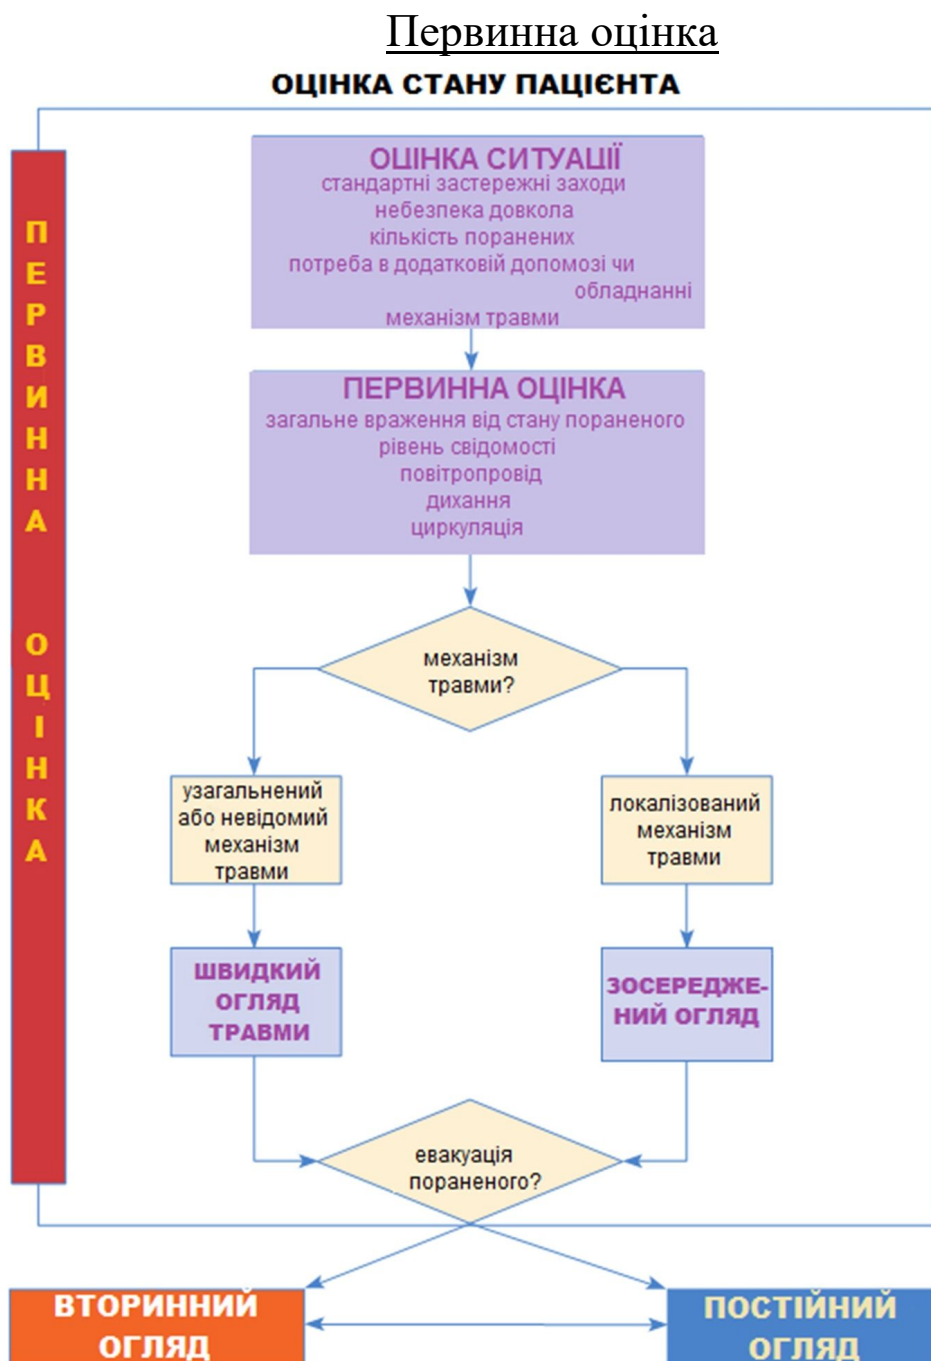 Первинна оцінка
ОЦІНКА СТАНУ ПАЦІЄНТА
ПЕРВИННА ОЦІНКА
ОЦІНКА СИТУАЦІЇ
стандартні застережні заходи
небезпека довкола
кількість поранених
потреба в додатковій допомозі чи
обладнанні
механізм травми
ПЕРВИННА ОЦІНКА
загальне враження від стану пораненого
рівень свідомості
повітропровід
дихання
циркуляція
механізм
травми?
узагальнений
або невідомий
механізм
травми
локалізований
механізм
травми
ШВИДКИЙ
ОГЛЯД
ТРАВМИ
ЗОСЕРЕДЖЕ-
НИЙ ОГЛЯД
евакуація
пораненого?
ВТОРИННИЙ
ОГЛЯД
ПОСТІЙНИЙ
ОГЛЯД